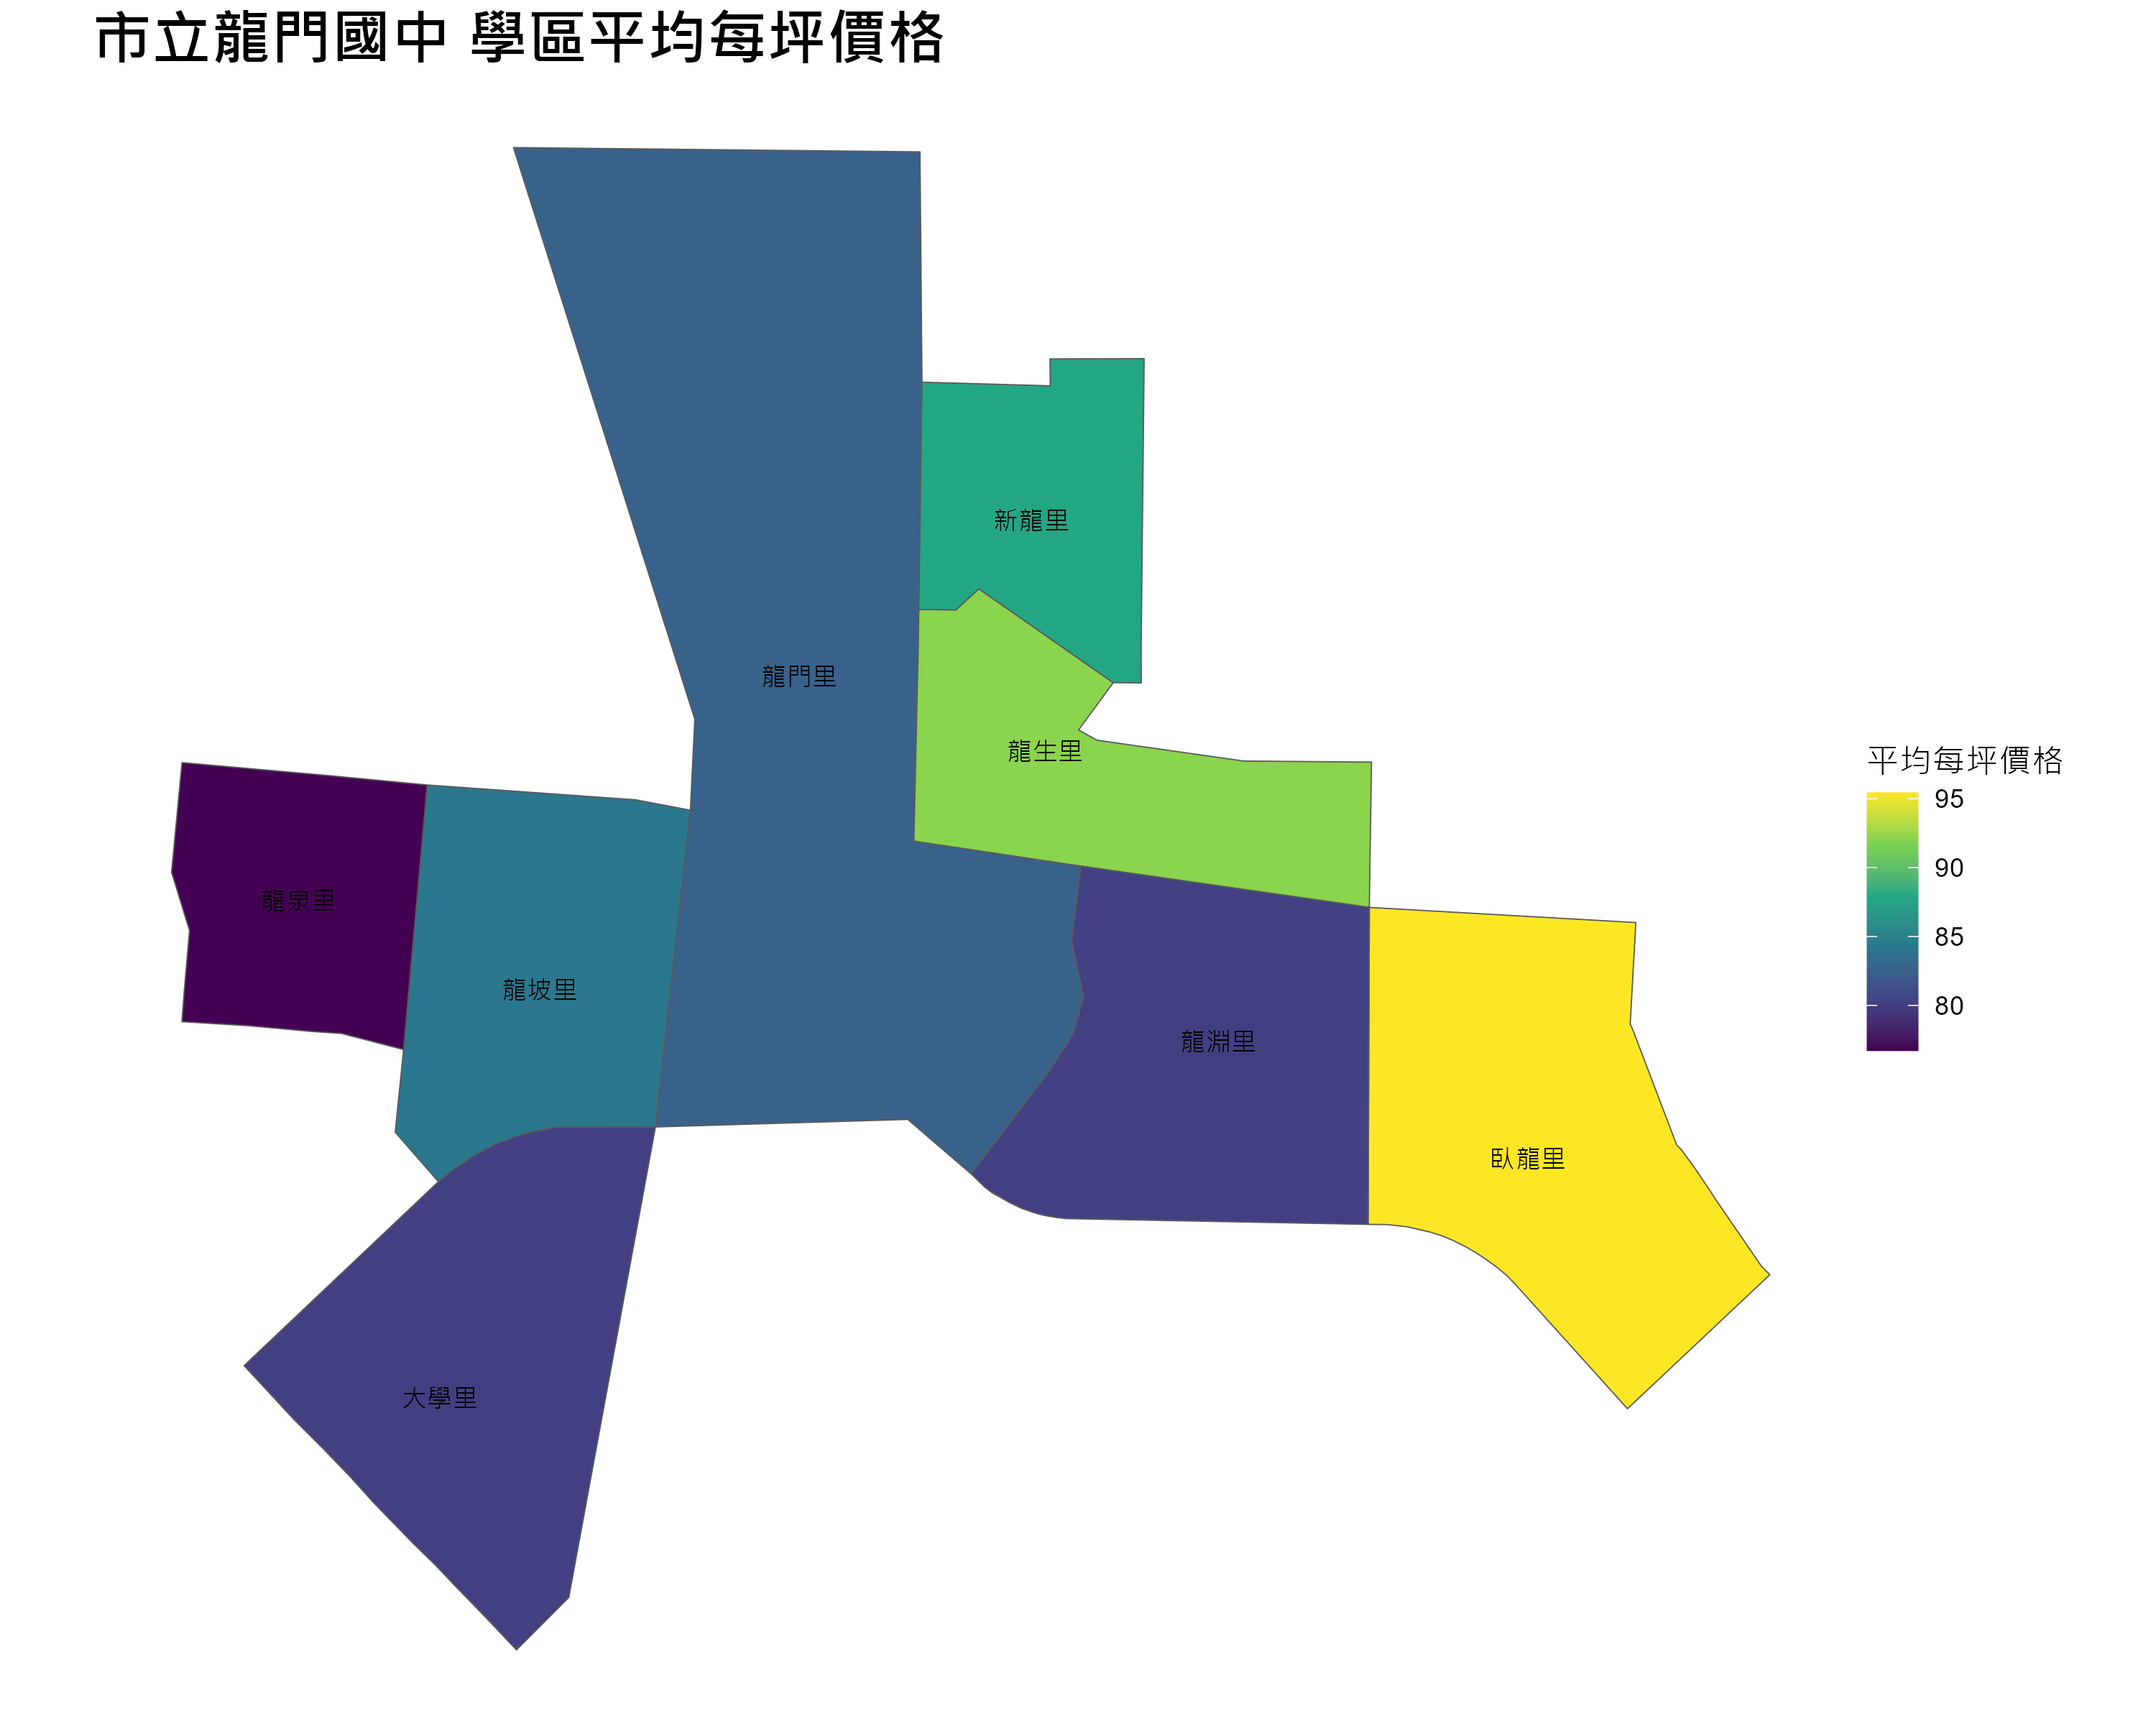 市立龍門國中 學區平均每坪價格
新龍里
龍門里
龍生里
平均每坪價格
95
90
85
80
龍泉里
龍坡里
龍淵里
臥龍里
大學里